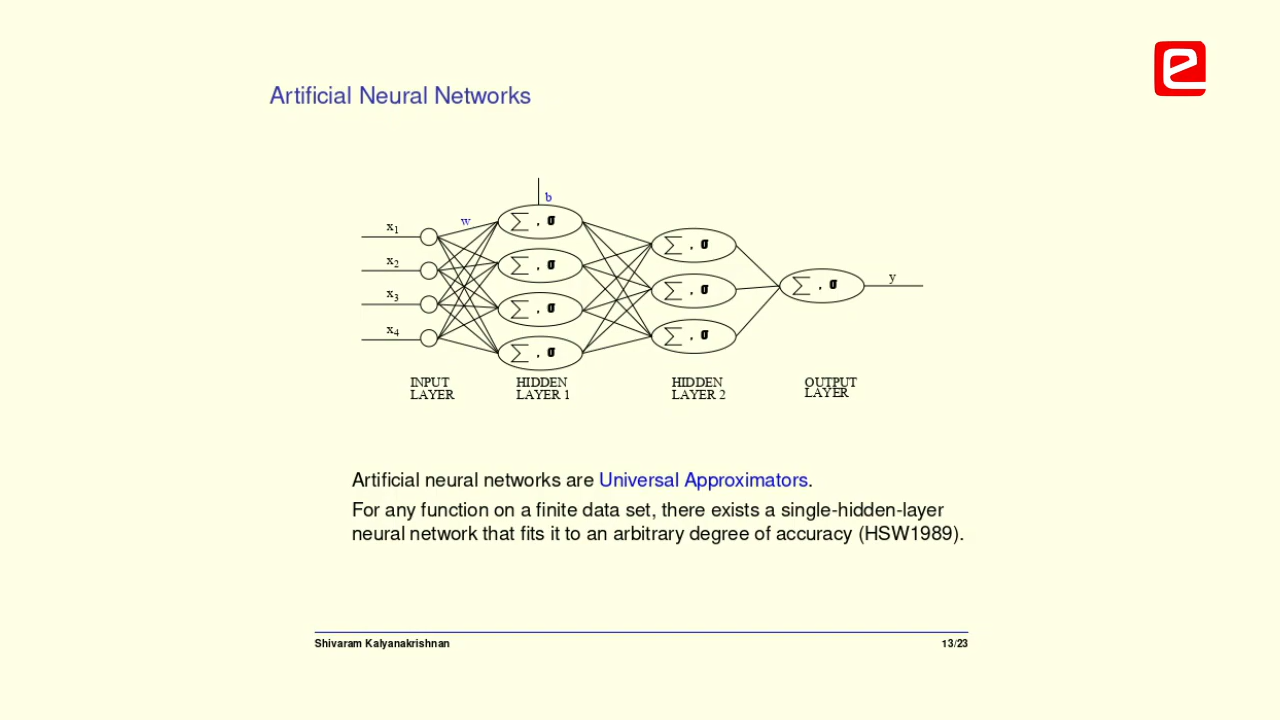 Artificial Neural Networks
b
w
x1
x2
x3
x4
∑ , σ
∑ , σ
∑ , σ
∑ , σ
∑ , σ
∑ , σ
∑ , σ
∑ , σ
y
INPUT LAYER
HIDDEN LAYER 1
HIDDEN LAYER 2
OUTPUT LAYER
Artificial neural networks are Universal Approximators.
For any function on a finite data set, there exists a single-hidden-layer
neural network that fits it to an arbitrary degree of accuracy (HSW1989).
Shivaram Kalyanakrishnan
13/23
e